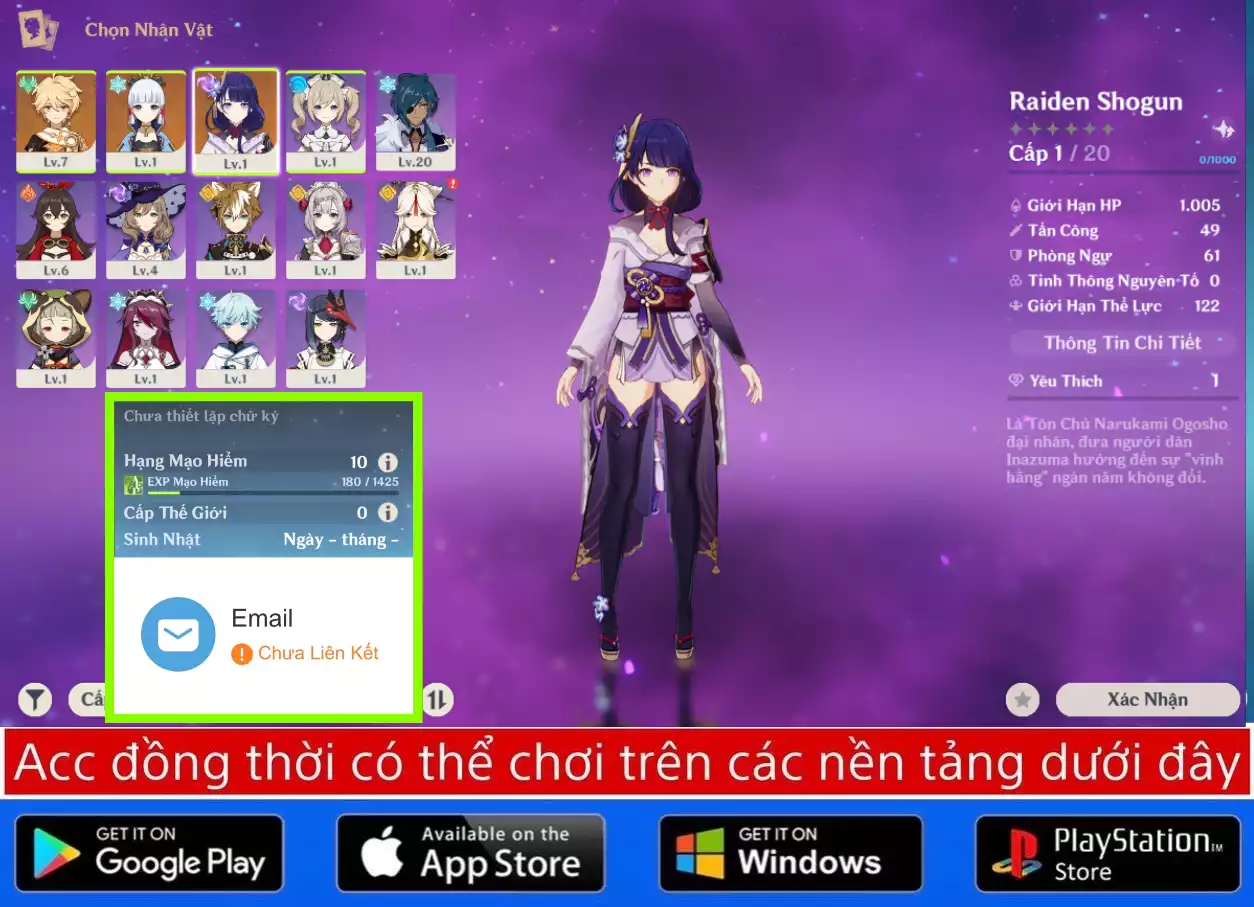 Chọn Nhân Vật
Lv.7
Lv.1
Lv.1
Lv.1
Lv.20
Lv.6
Lv.4
Lv.1
Lv.1
Lv.1
Lv.1
Lv.1
Lv.1
Lv.1
Raiden Shogun
Cấp 1 / 20
0/1000
Giới Hạn HP 1.005
Tấn Công 49
Phòng Ngự 61
Tinh Thông Nguyên Tố 0
Giới Hạn Thể Lực 122
Thông Tin Chi Tiết
Yêu Thích 1
Là Tôn Chủ Narukami Ogosho
đại nhân, đưa người dân
Inazuma hướng đến sự "vĩnh
hằng" ngàn năm không đổi.
Chưa thiết lập chữ ký
Hạng Mạo Hiểm 10
EXP Mạo Hiểm 180 / 1425
Cấp Thế Giới 0
Sinh Nhật Ngày - tháng -
Email
Chưa Liên Kết
Xác Nhận
Acc đồng thời có thể chơi trên các nền tảng dưới đây
GET IT ON
Google Play
Available on the
App Store
GET IT ON
Windows
PlayStation™
Store